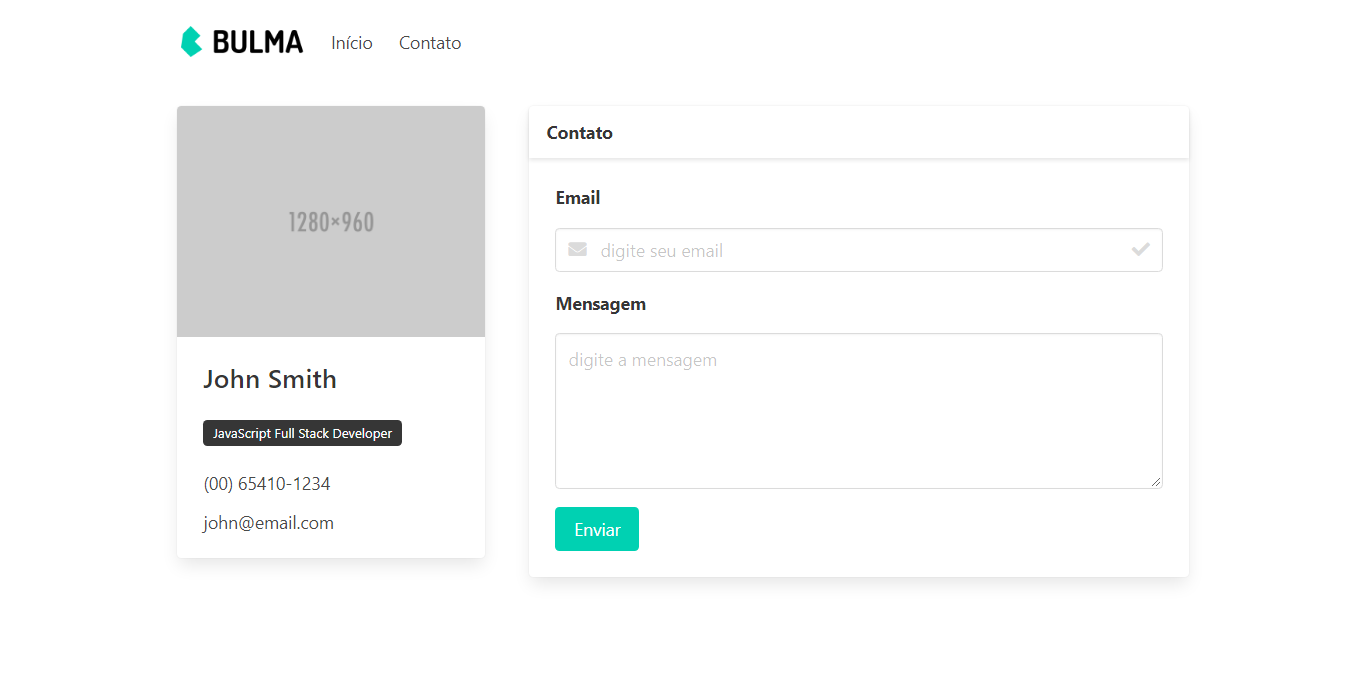 BULMA Início Contato
1280×960
John Smith
JavaScript Full Stack Developer
(00) 65410-1234
john@email.com
Contato
Email
digite seu email
Mensagem
digite a mensagem
Enviar